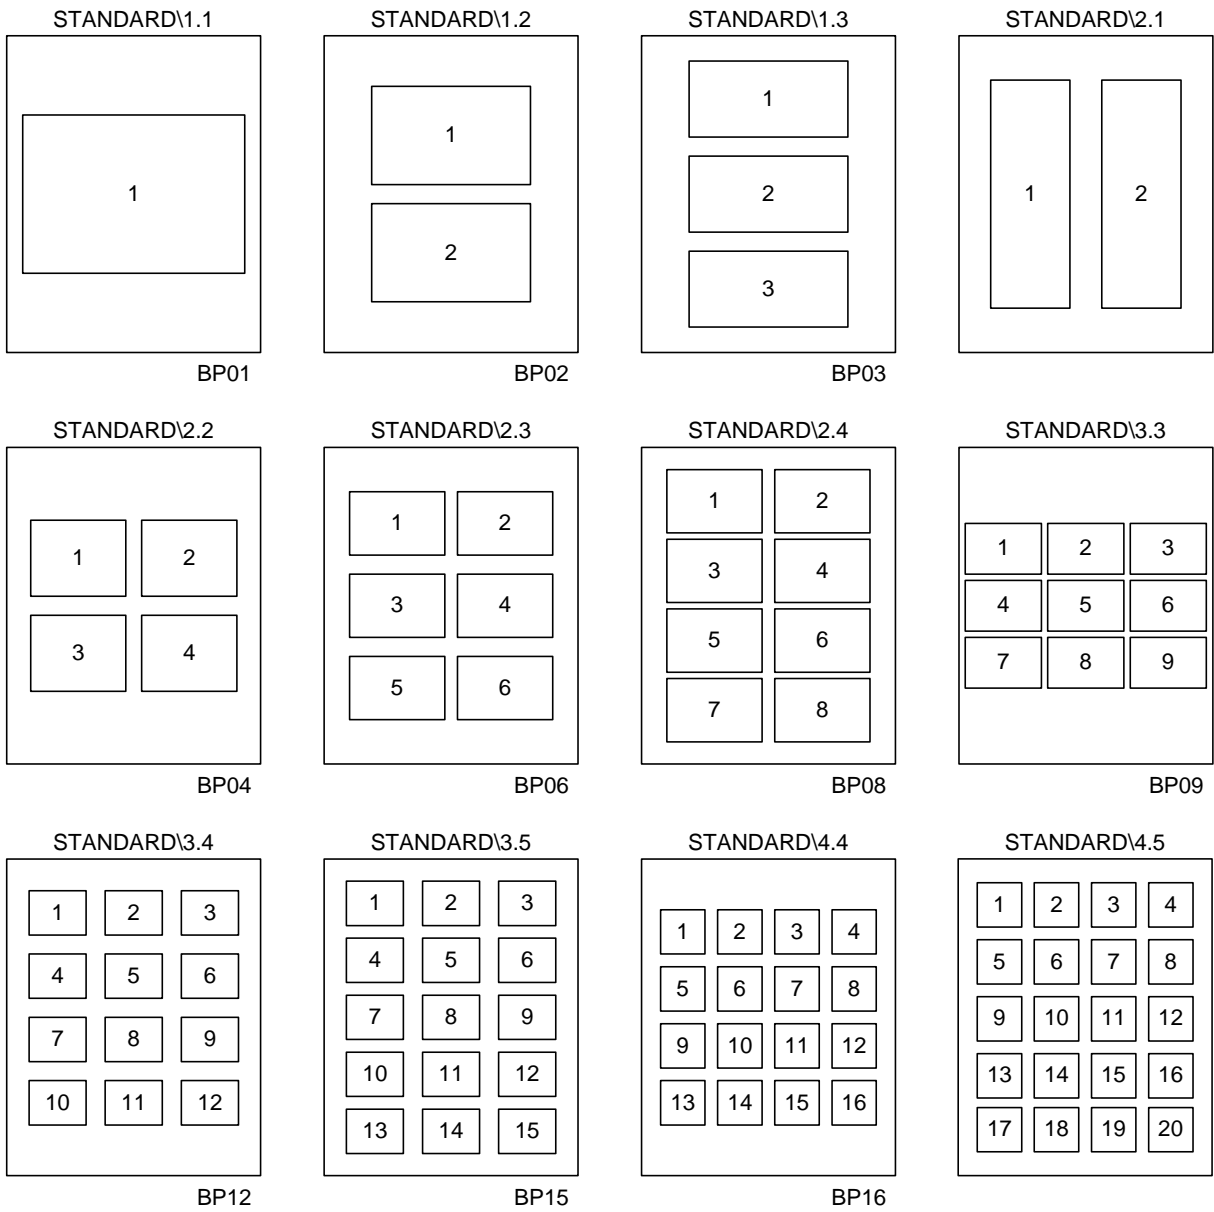 STANDARD\1.1 STANDARD\1.2 STANDARD\1.3 STANDARD\2.1
1
1
2
1
2
3
1 2
BP01 BP02 BP03
STANDARD\2.2 STANDARD\2.3 STANDARD\2.4 STANDARD\3.3
1 2
3 4
1 2
3 4
5 6
1 2
3 4
5 6
7 8
1 2 3
4 5 6
7 8 9
BP04 BP06 BP08 BP09
STANDARD\3.4 STANDARD\3.5 STANDARD\4.4 STANDARD\4.5
1 2 3
4 5 6
7 8 9
10 11 12
1 2 3
4 5 6
7 8 9
10 11 12
13 14 15
1 2 3 4
5 6 7 8
9 10 11 12
13 14 15 16
1 2 3 4
5 6 7 8
9 10 11 12
13 14 15 16
17 18 19 20
BP12 BP15 BP16